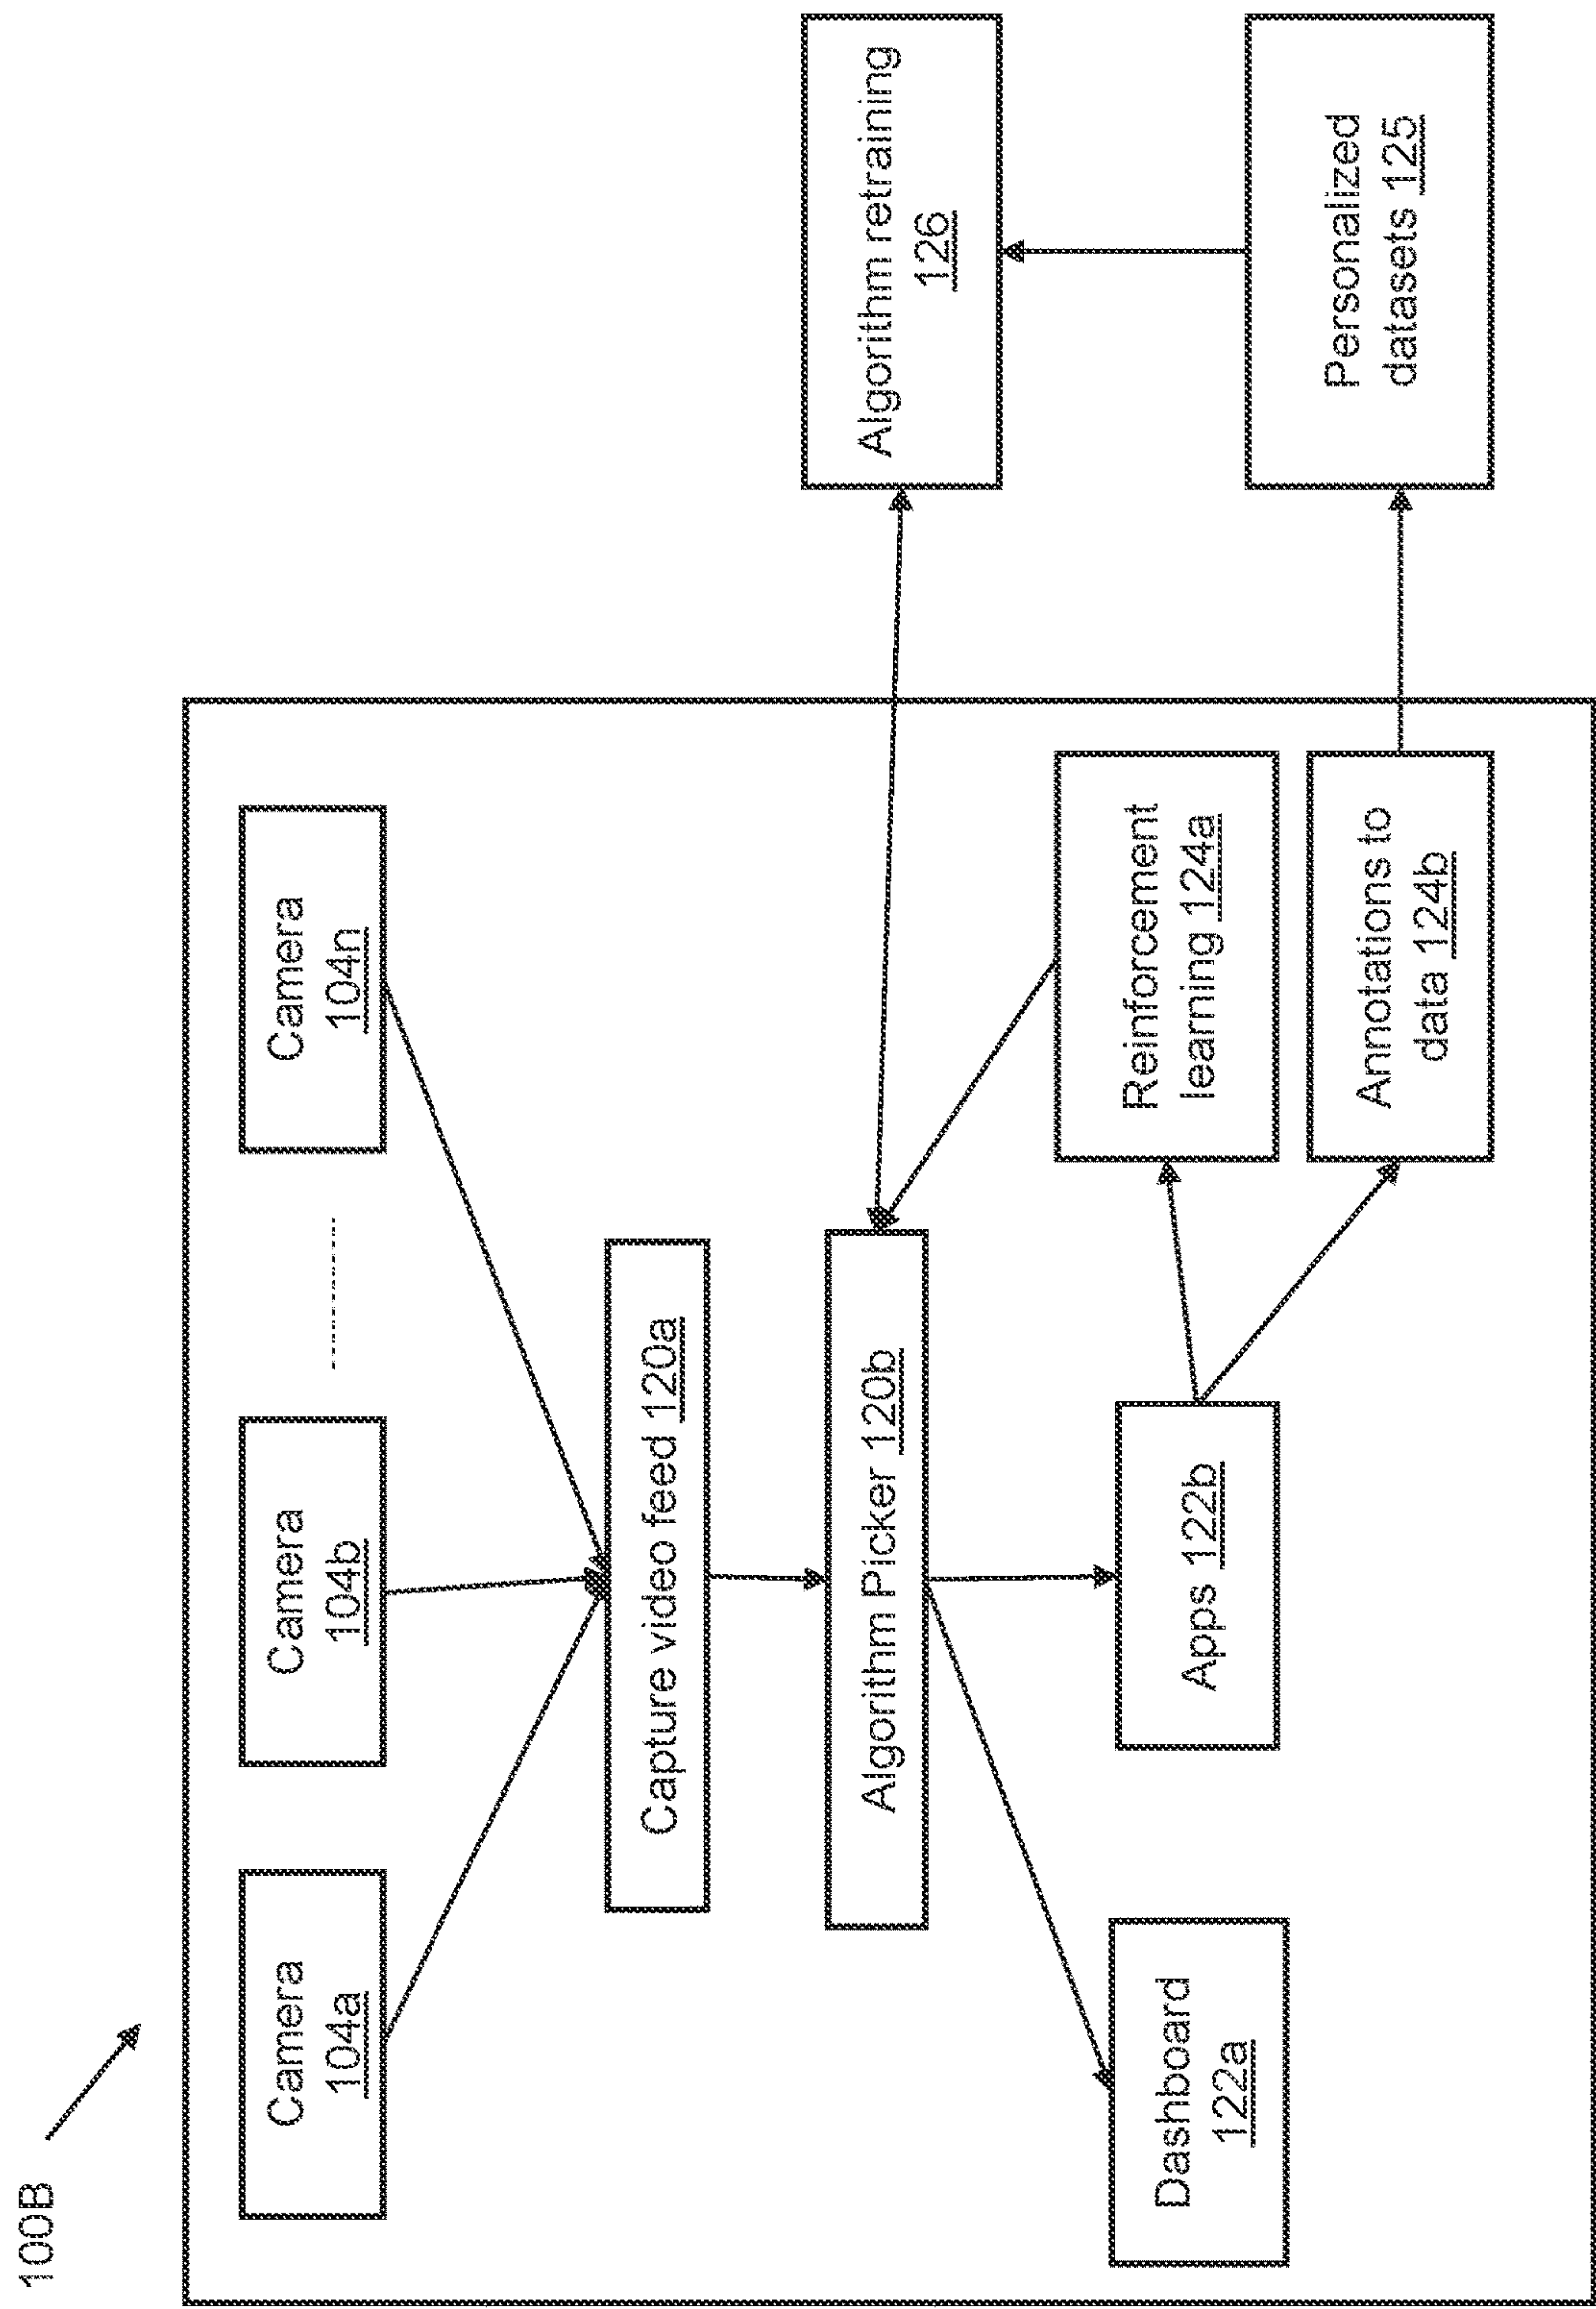 100B
Camera
104a
Camera
104b
Camera
104n
Capture video feed 120a
Algorithm Picker 120b
Algorithm retraining
126
Dashboard
122a
Apps 122b
Reinforcement
learning 124a
Annotations to
data 124b
Personalized
datasets 125